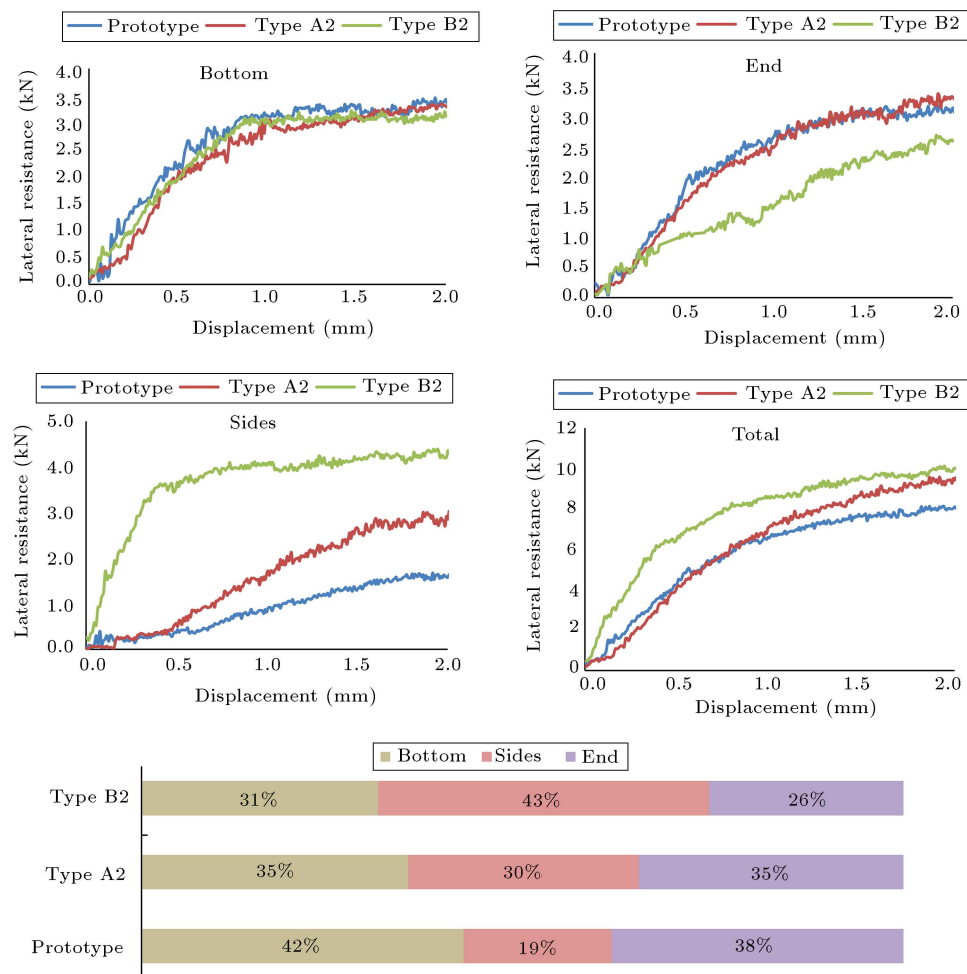 Prototype Type A2 Type B2
Bottom
Lateral resistance (kN)
4.0
3.5
3.0
2.5
2.0
1.5
1.0
0.5
0.0
0.0 0.5 1.0 1.5 2.0
Displacement (mm)
Prototype Type A2 Type B2
End
Lateral resistance (kN)
4.0
3.5
3.0
2.5
2.0
1.5
1.0
0.5
0.0
0.0 0.5 1.0 1.5 2.0
Displacement (mm)
Prototype Type A2 Type B2
Sides
Lateral resistance (kN)
5.0
4.0
3.0
2.0
1.0
0.0
0.0 0.5 1.0 1.5 2.0
Displacement (mm)
Prototype Type A2 Type B2
Total
Lateral resistance (kN)
12
10
8
6
4
2
0
0.0 0.5 1.0 1.5 2.0
Displacement (mm)
Bottom Sides End
Type B2 31% 43% 26%
Type A2 35% 30% 35%
Prototype 42% 19% 38%